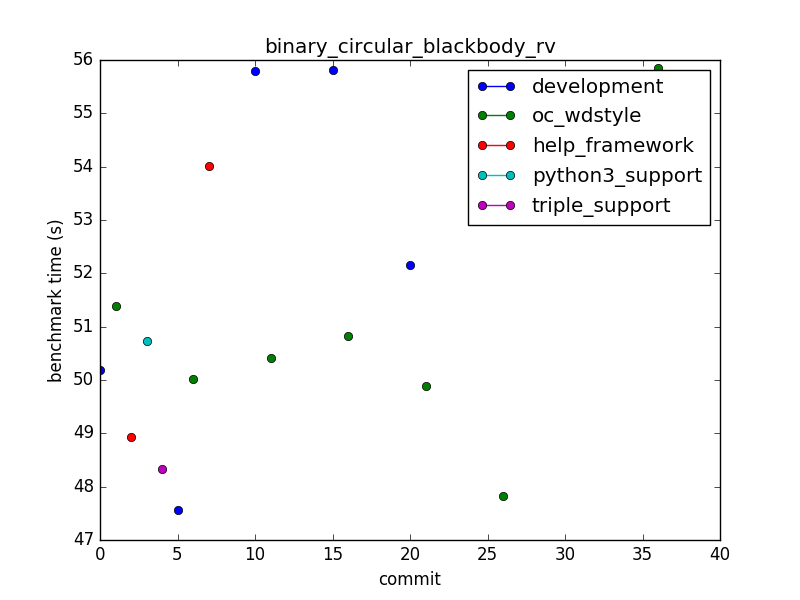 binary_circular_blackbody_rv
56
55
54
53
52
51
50
49
48
47
benchmark time (s)
development
oc_wdstyle
help_framework
python3_support
triple_support
0 5 10 15 20 25 30 35 40
commit